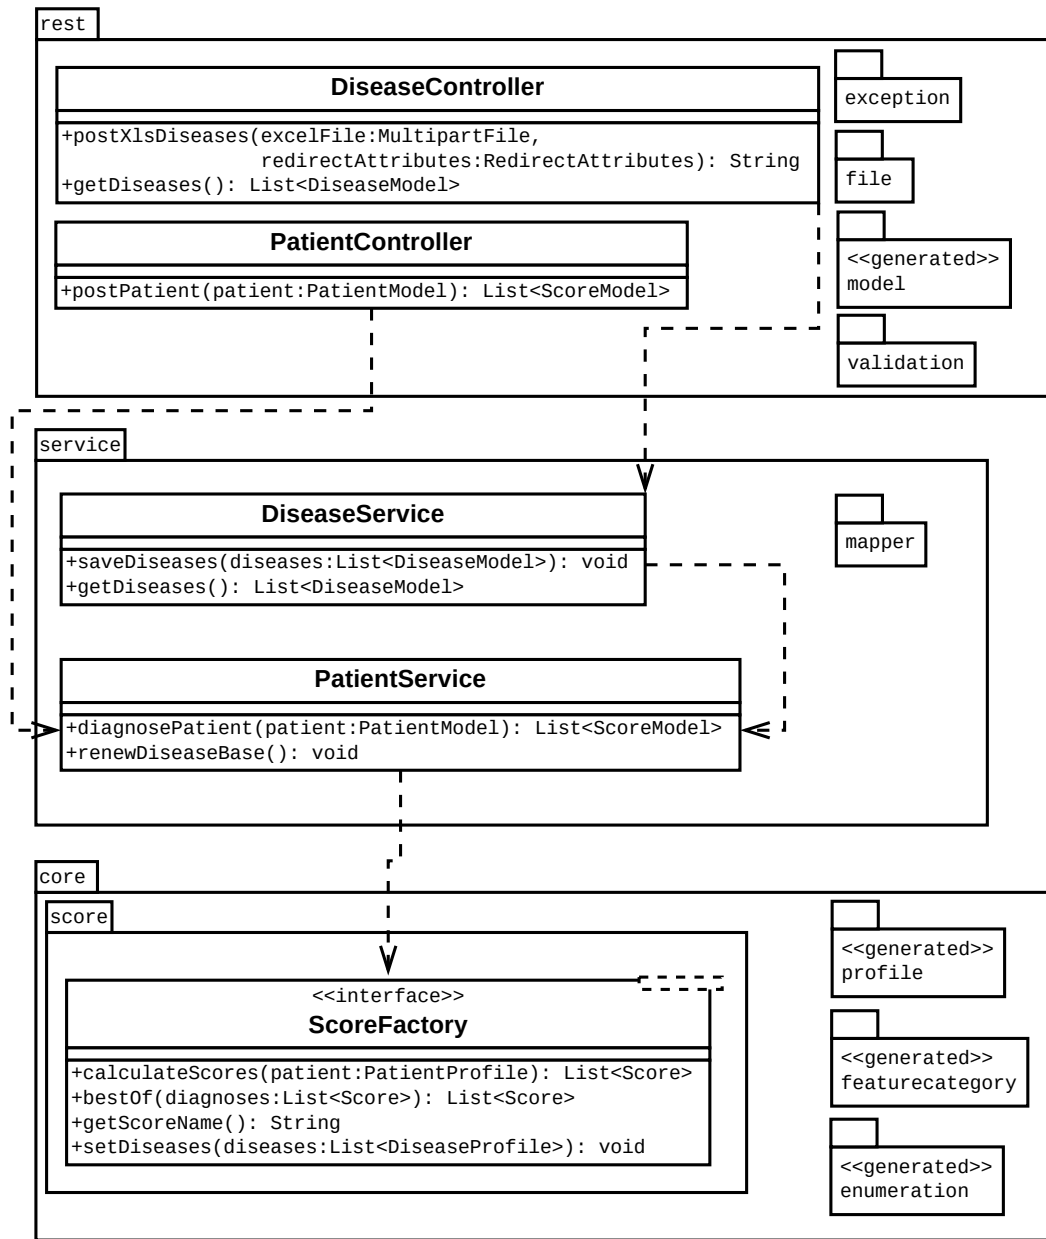 rest
DiseaseController
+postXlsDiseases(excelFile:MultipartFile,
redirectAttributes:RedirectAttributes): String
+getDiseases(): List<DiseaseModel>
PatientController
+postPatient(patient:PatientModel): List<ScoreModel>
exception
file
<<generated>>
model
validation
service
DiseaseService
+saveDiseases(diseases:List<DiseaseModel>): void
+getDiseases(): List<DiseaseModel>
mapper
PatientService
+diagnosePatient(patient:PatientModel): List<ScoreModel>
+renewDiseaseBase(): void
core
score
<<interface>>
ScoreFactory
+calculateScores(patient:PatientProfile): List<Score>
+bestOf(diagnoses:List<Score>): List<Score>
+getScoreName(): String
+setDiseases(diseases:List<DiseaseProfile>): void
<<generated>>
profile
<<generated>>
featurecategory
<<generated>>
enumeration